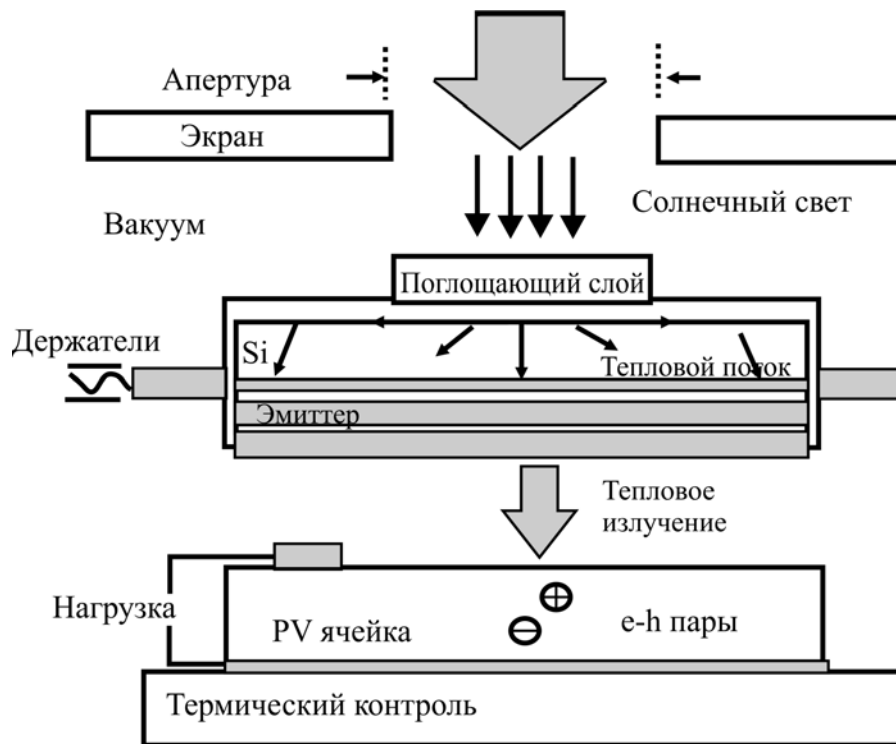 Апертура
Экран
Солнечный свет
Вакуум
Поглощающий слой
Держатели
Si
Тепловой поток
Эмиттер
Тепловое
излучение
Нагрузка
PV ячейка
e-h пары
Термический контроль